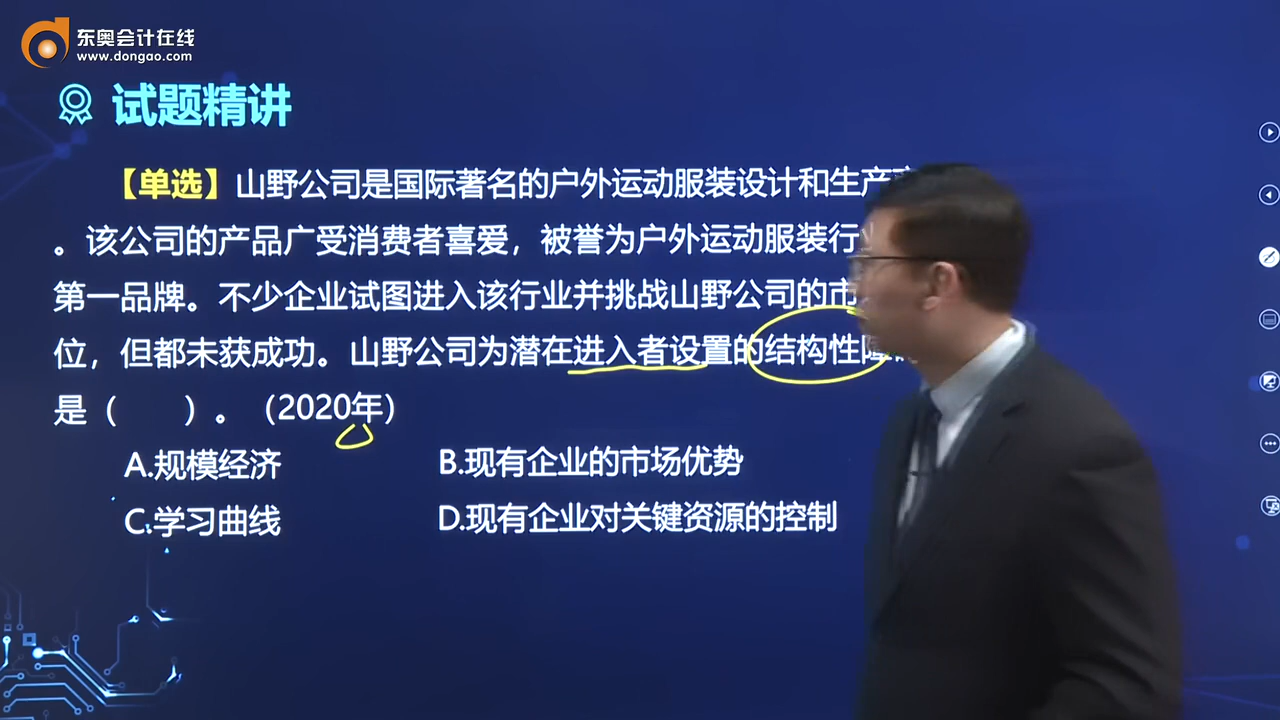 东奥会计在线
www.dongao.com
试题精讲
【单选】山野公司是国际著名的户外运动服装设计和生产
。该公司的产品广受消费者喜爱，被誉为户外运动服装行
第一品牌。不少企业试图进入该行业并挑战山野公司的市
位，但都未获成功。山野公司为潜在进入者设置的结构性障
是（ ）。（2020年）
A.规模经济 B.现有企业的市场优势
C.学习曲线 D.现有企业对关键资源的控制